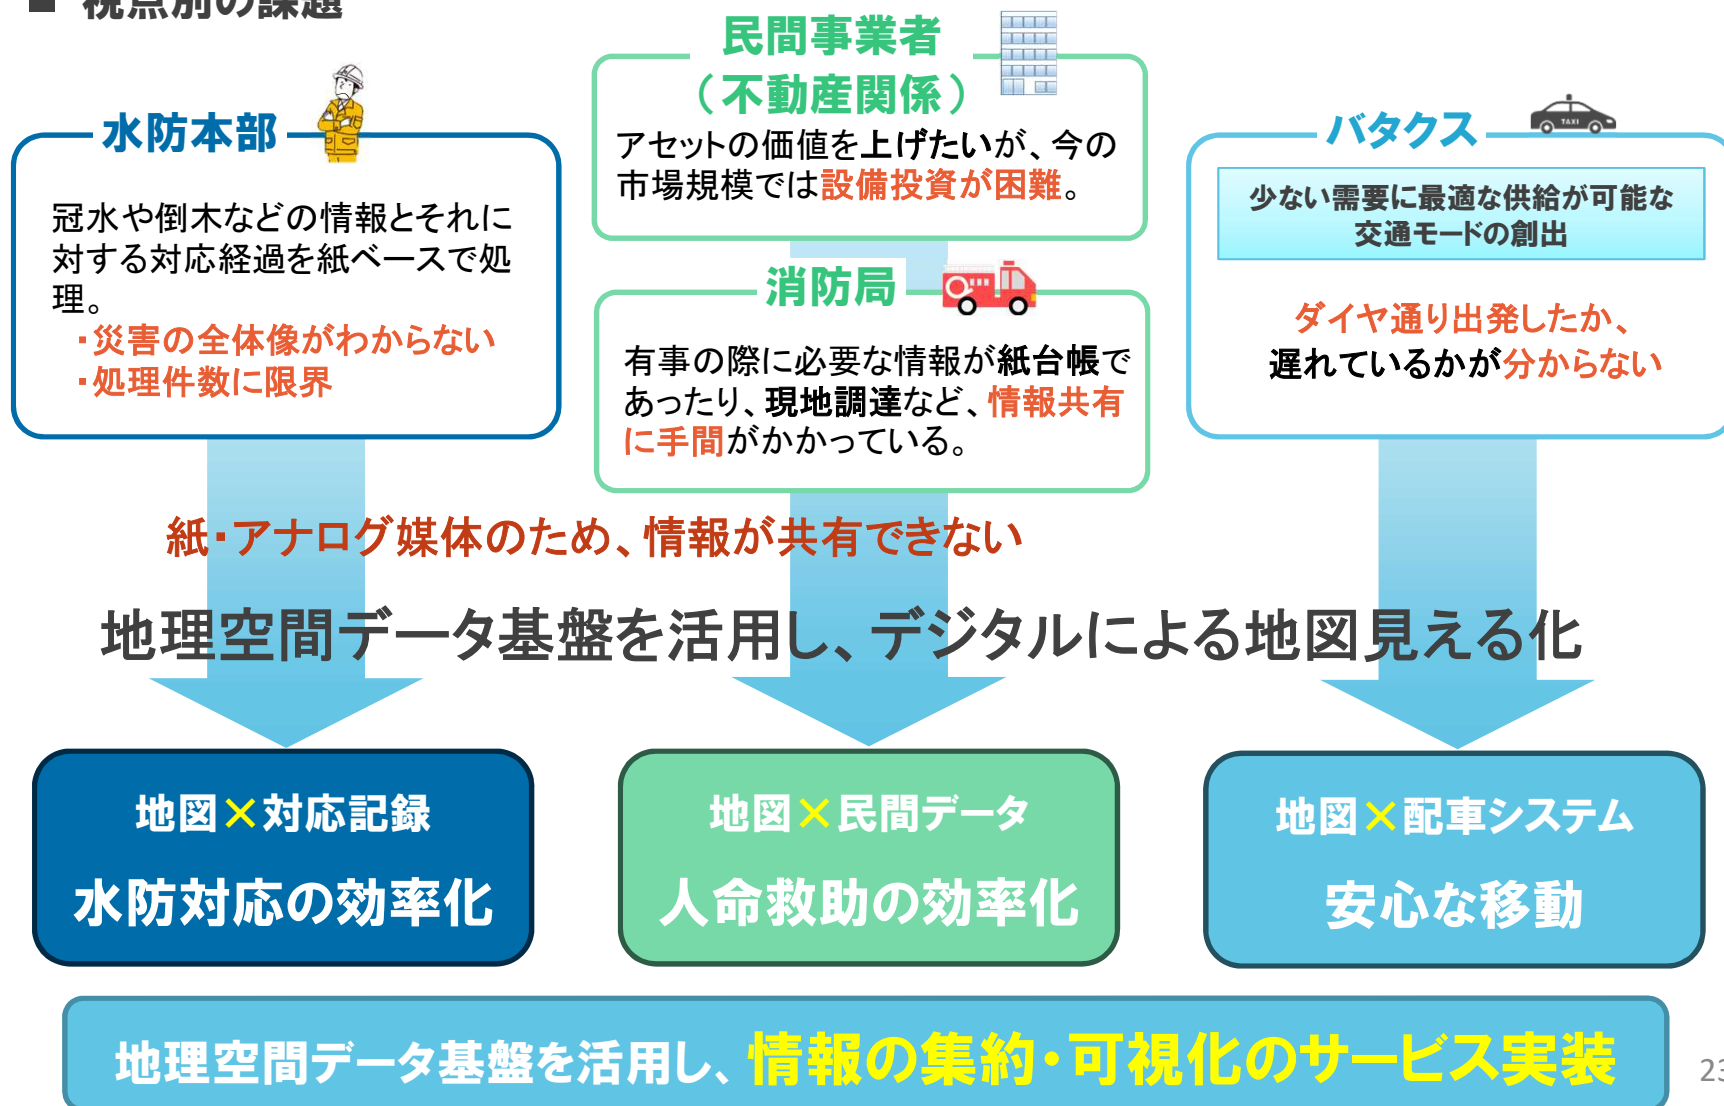 ■ 視点別の課題
水防本部
冠水や倒木などの情報とそれに
対する対応経過を紙ベースで処
理。
・災害の全体像がわからない
・処理件数に限界
民間事業者
（不動産関係）
アセットの価値を上げたいが、今の
市場規模では設備投資が困難。
消防局
有事の際に必要な情報が紙台帳で
あったり、現地調達など、情報共有
に手間がかかっている。
バタクス
TAXI
少ない需要に最適な供給が可能な
交通モードの創出
ダイヤ通り出発したか、
遅れているかが分からない
紙・アナログ媒体のため、情報が共有できない
地理空間データ基盤を活用し、デジタルによる地図見える化
地図×対応記録
水防対応の効率化
地図×民間データ
人命救助の効率化
地図×配車システム
安心な移動
地理空間データ基盤を活用し、情報の集約・可視化のサービス実装
23